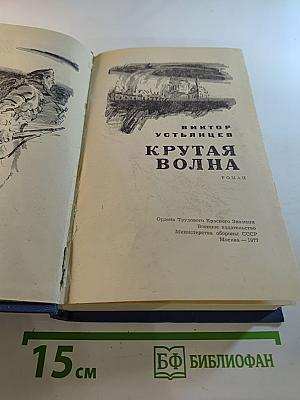 ВИКТОР
УСТЬЯНЦЕВ
КРУТАЯ
ВОЛНА
РОМАН
Ордена Трудового Красного Знамени
Военное издательство
Министерства обороны СССР
Москва — 1977
15 см
БФ БИБЛИОФАН